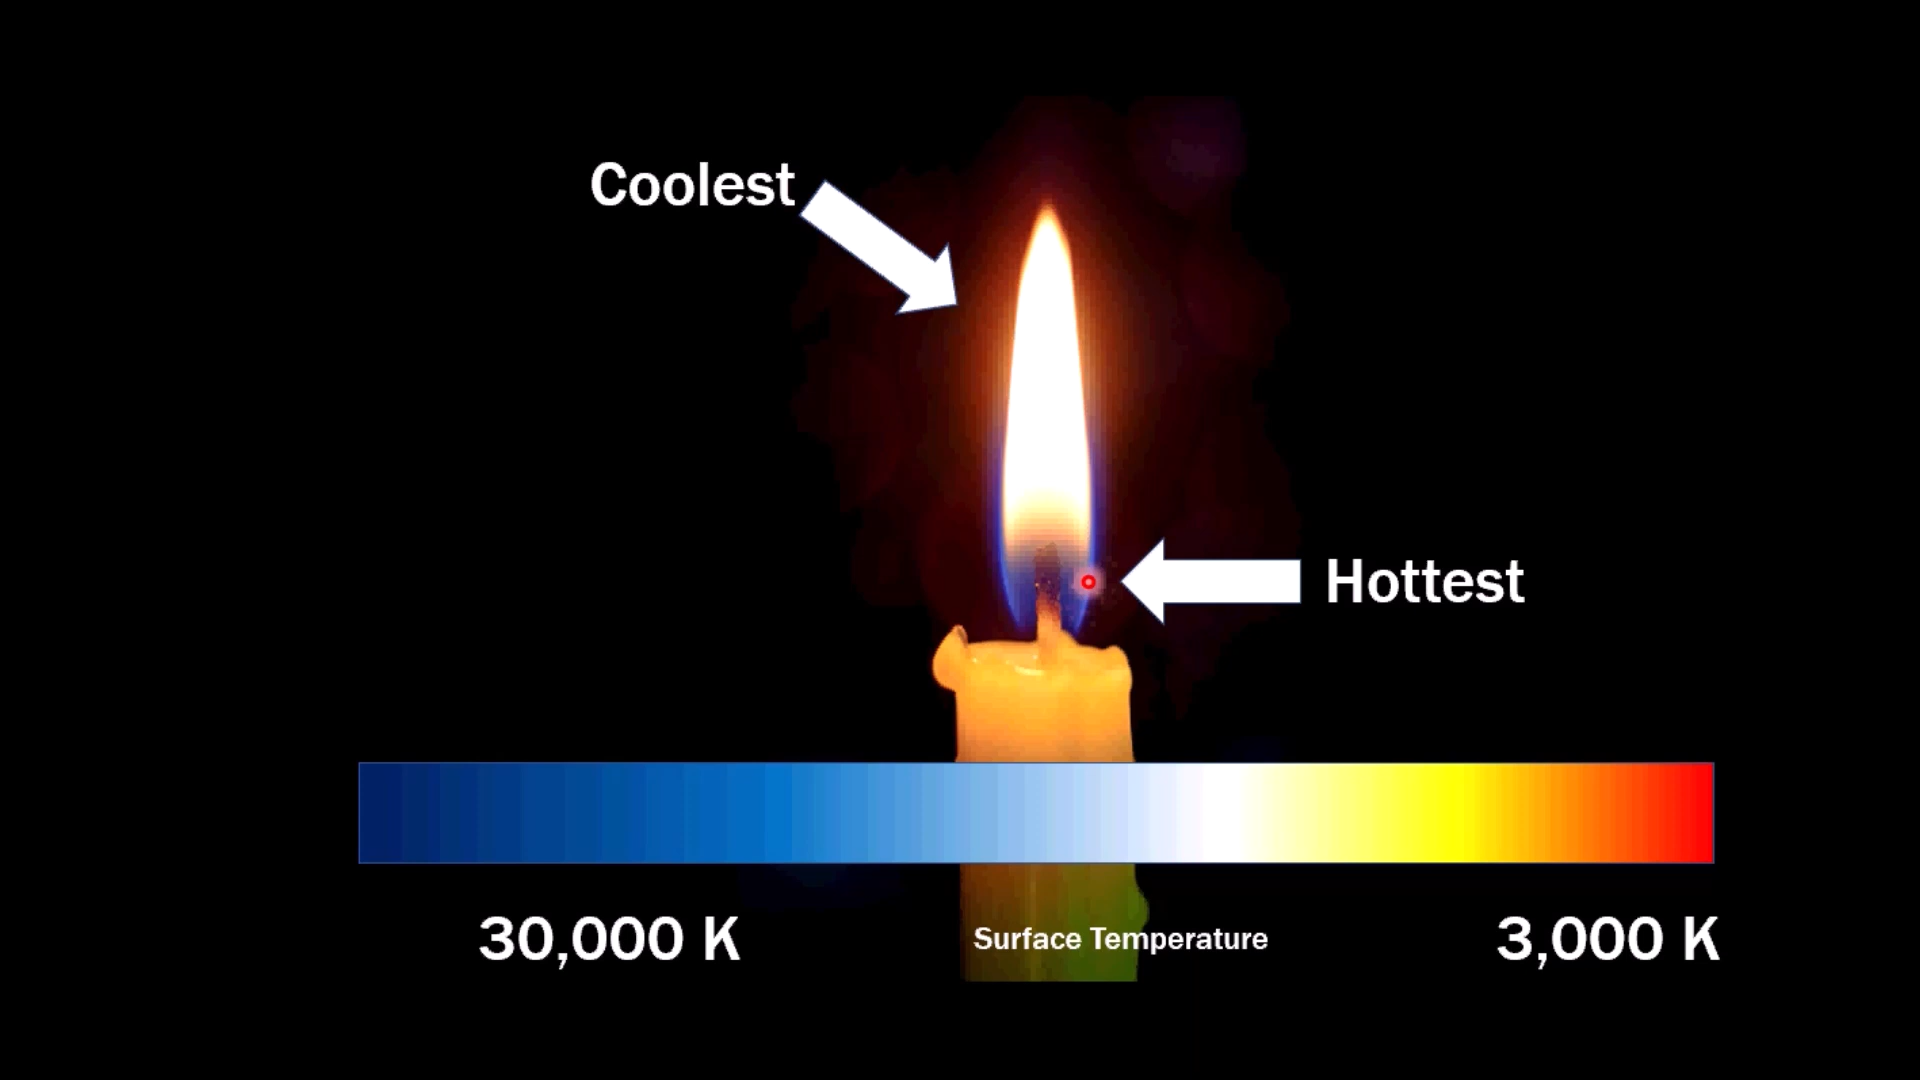 Coolest
Hottest
30,000 K
Surface Temperature
3,000 K